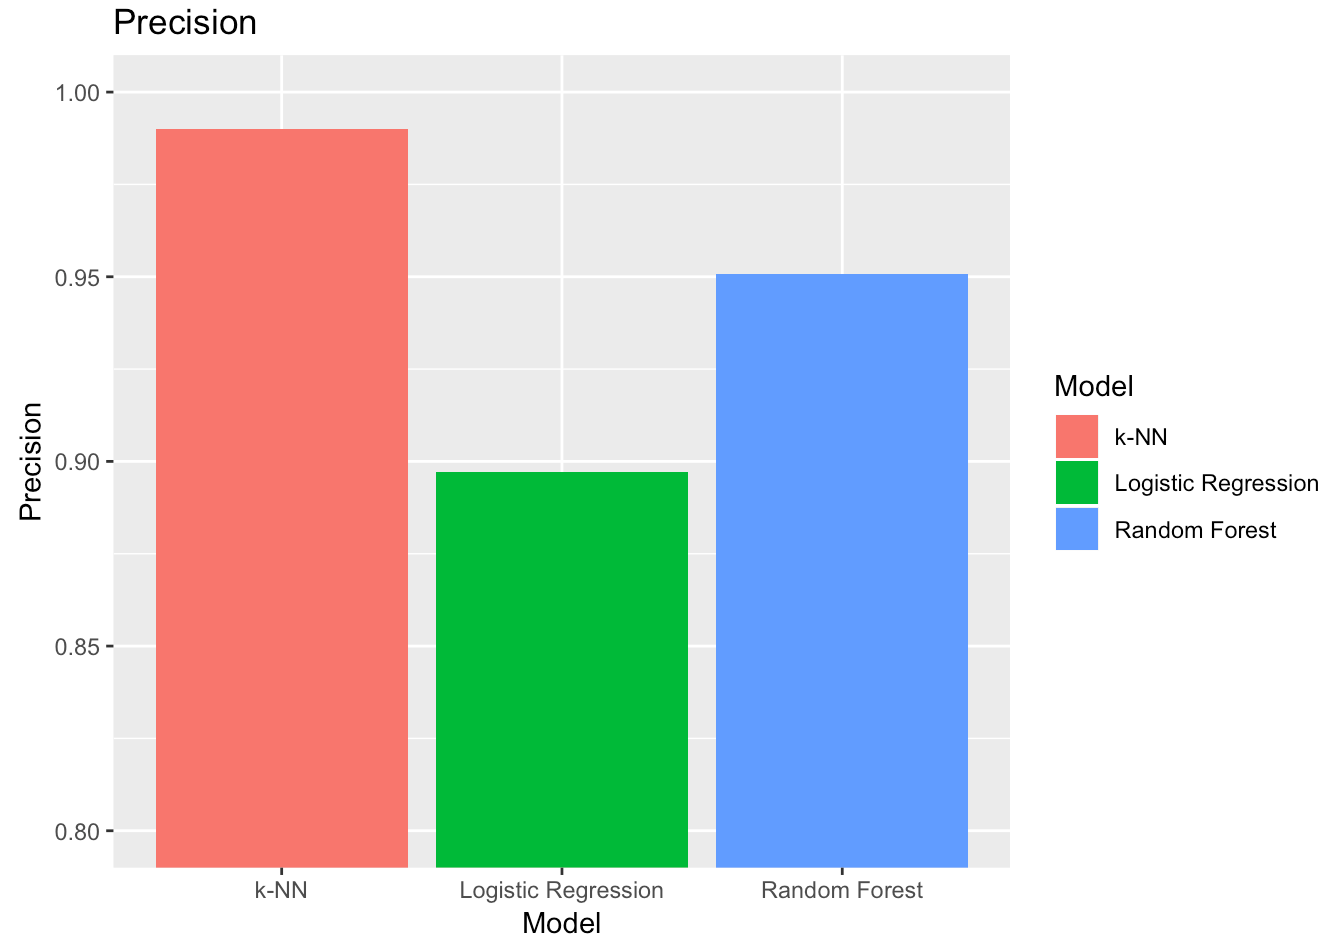 Precision
1.00
0.95
0.90
0.85
0.80
Precision
k-NN
Logistic Regression
Random Forest
Model
Model
k-NN
Logistic Regression
Random Forest